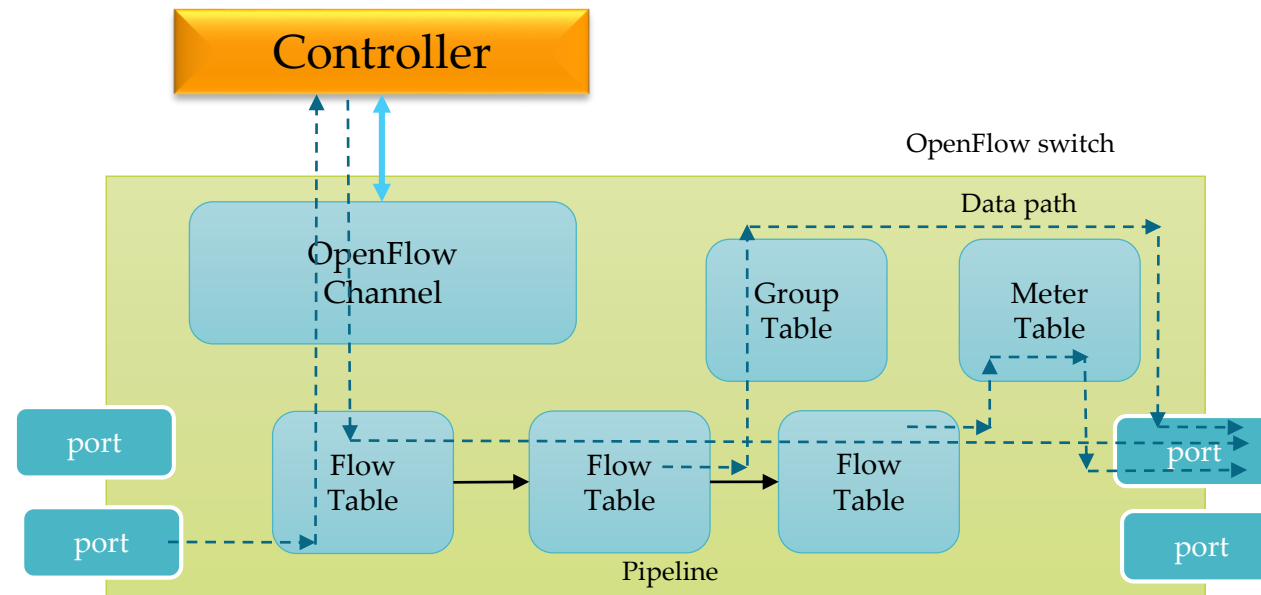 Controller
OpenFlow switch
Data path
OpenFlow
Channel
Group
Table
Meter
Table
port
Flow
Table
Flow
Table
Flow
Table
port
port
port
Pipeline